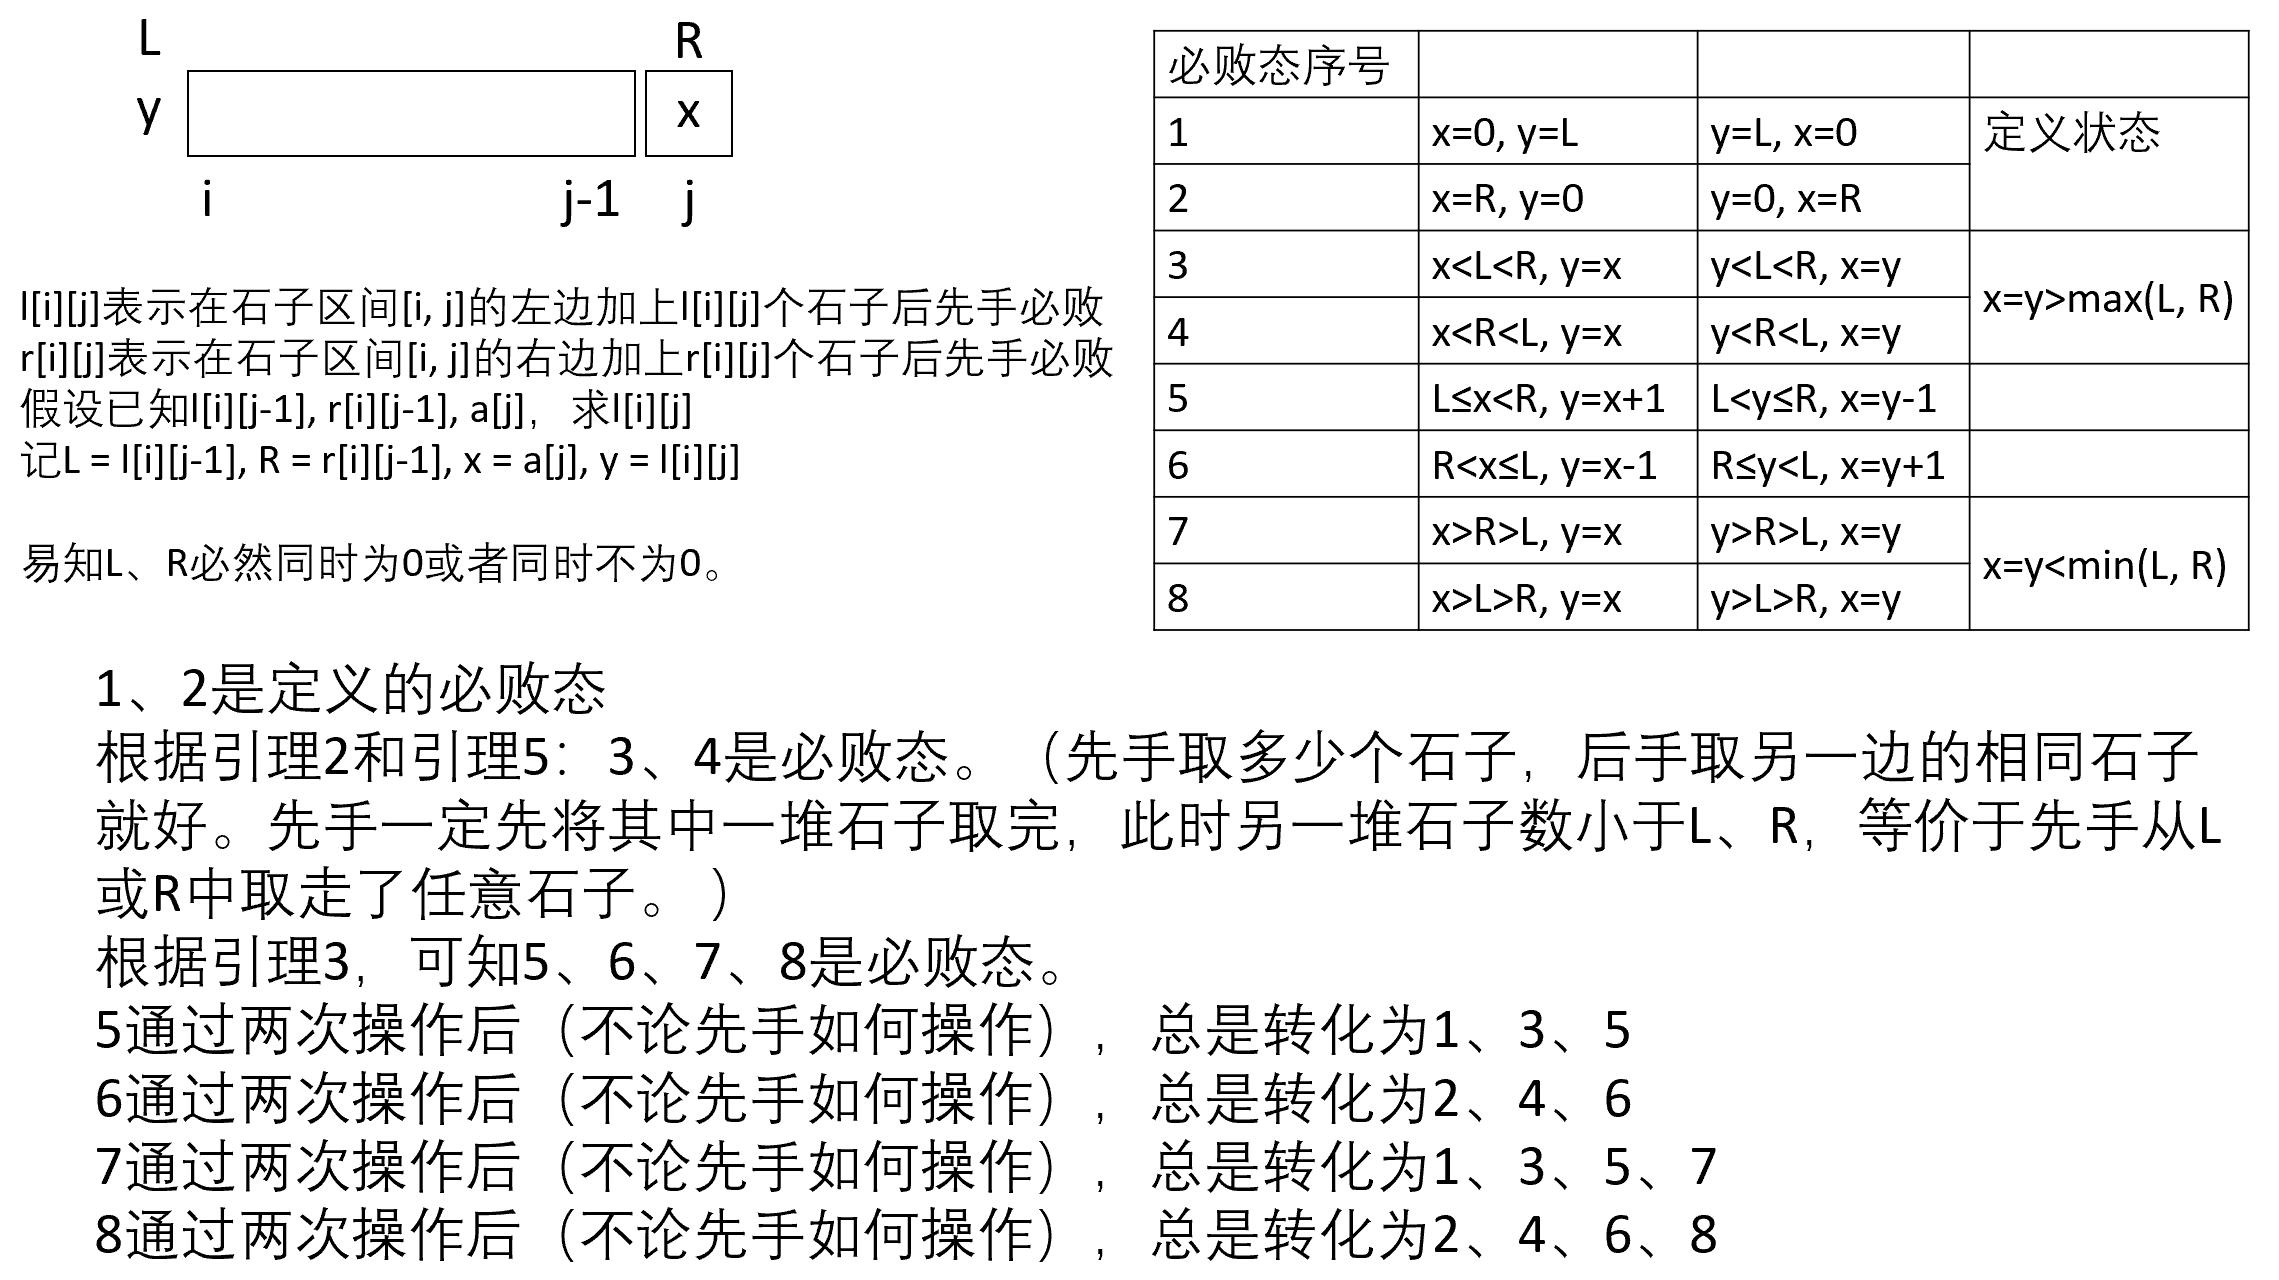 L R
y x
i j-1 j
l[i][j]表示在石子区间[i, j]的左边加上l[i][j]个石子后先手必败
r[i][j]表示在石子区间[i, j]的右边加上r[i][j]个石子后先手必败
假设已知l[i][j-1], r[i][j-1], a[j]，求l[i][j]
记L = l[i][j-1], R = r[i][j-1], x = a[j], y = l[i][j]
易知L、R必然同时为0或者同时不为0。
必败态序号
1 x=0, y=L y=L, x=0 定义状态
2 x=R, y=0 y=0, x=R
3 x<L<R, y=x y<L<R, x=y x=y>max(L, R)
4 x<R<L, y=x y<R<L, x=y
5 L≤x<R, y=x+1 L<y≤R, x=y-1
6 R<x≤L, y=x-1 R≤y<L, x=y+1
7 x>R>L, y=x y>R>L, x=y x=y<min(L, R)
8 x>L>R, y=x y>L>R, x=y
1、2是定义的必败态
根据引理2和引理5：3、4是必败态。（先手取多少个石子，后手取另一边的相同石子
就好。先手一定先将其中一堆石子取完，此时另一堆石子数小于L、R，等价于先手从L
或R中取走了任意石子。）
根据引理3，可知5、6、7、8是必败态。
5通过两次操作后（不论先手如何操作），总是转化为1、3、5
6通过两次操作后（不论先手如何操作），总是转化为2、4、6
7通过两次操作后（不论先手如何操作），总是转化为1、3、5、7
8通过两次操作后（不论先手如何操作），总是转化为2、4、6、8